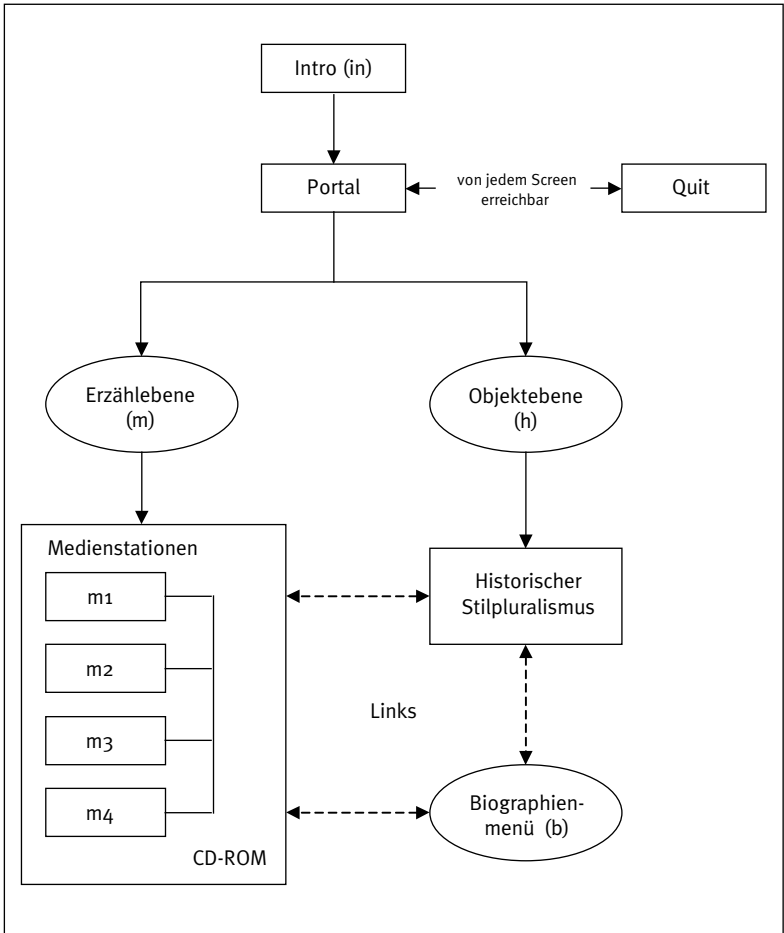 Intro (in)
Portal
von jedem Screen
erreichbar
Quit
Erzählebene
(m)
Objektebene
(h)
Medienstationen
m1
m2
m3
m4
CD-ROM
Historischer
Stilpluralismus
Links
Biographien-
menü (b)